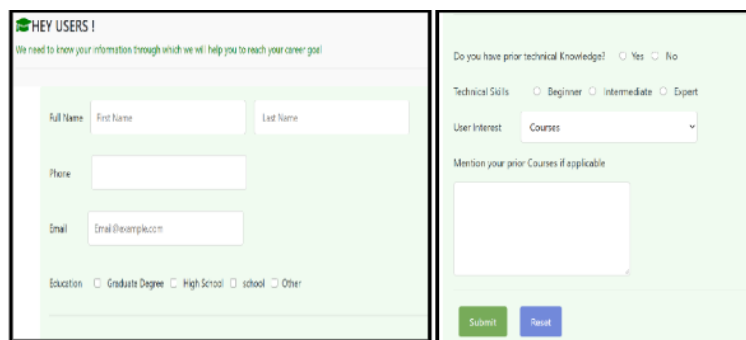 HEY USERS !
We need to know your information through which we will help you to reach your career goal
Full Name First Name Last Name
Phone
Email Email@example.com
Education Graduate Degree High School school Other
Do you have prior technical Knowledge? Yes No
Technical Skills Beginner Intermediate Expert
User Interest Courses
Mention your prior Courses if applicable
Submit Reset